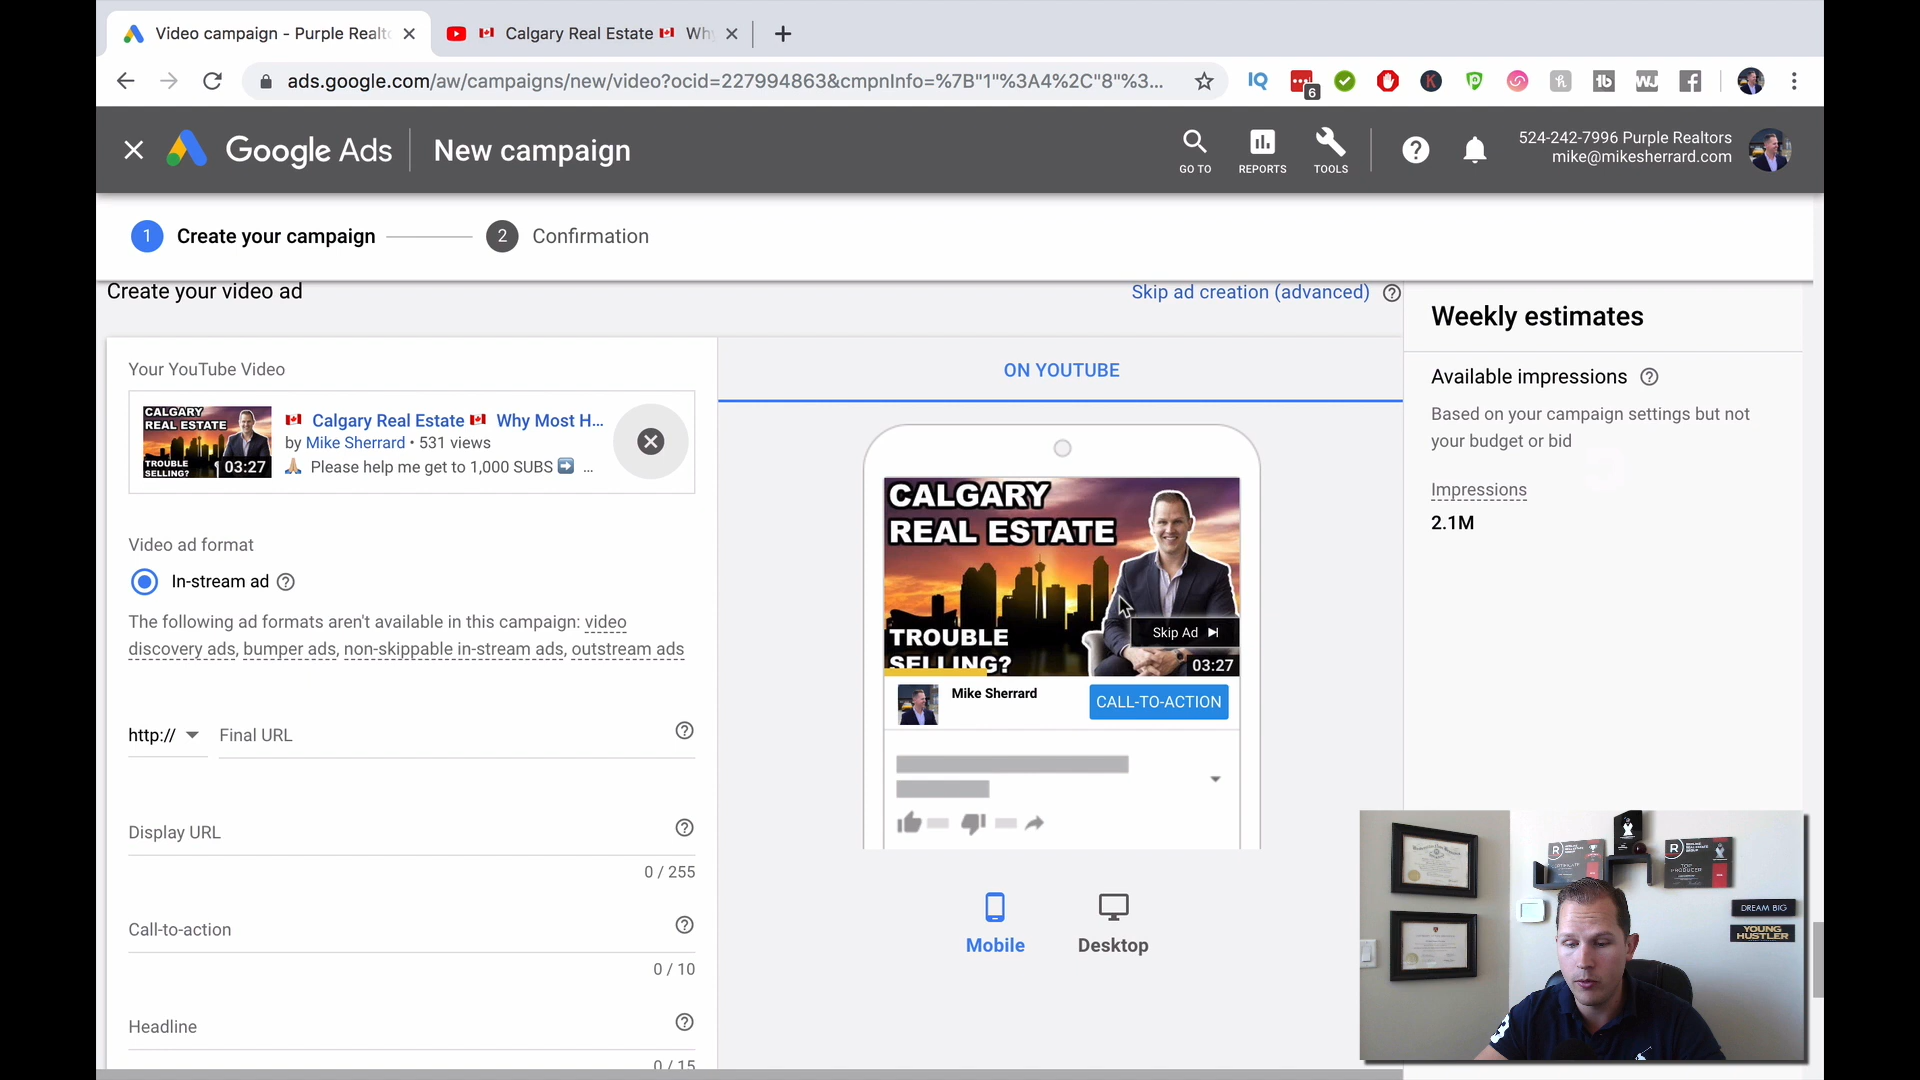 Video campaign - Purple Realt
Calgary Real Estate Wh
ads.google.com/aw/campaigns/new/video?ocid=227994863&cmpnInfo=%7B"1"%3A4%2C"8"%3...
IQ
6
K
tb
WJ
Google Ads
New campaign
GO TO
REPORTS
TOOLS
524-242-7996 Purple Realtors
mike@mikesherrard.com
1 Create your campaign
2 Confirmation
Create your video ad
Skip ad creation (advanced)
Your YouTube Video
CALGARY
REAL ESTATE
TROUBLE
SELLING?
03:27
Calgary Real Estate Why Most H...
by Mike Sherrard • 531 views
Please help me get to 1,000 SUBS ...
Video ad format
In-stream ad
The following ad formats aren't available in this campaign: video
discovery ads, bumper ads, non-skippable in-stream ads, outstream ads
http://
Final URL
Display URL
0 / 255
Call-to-action
0 / 10
Headline
0 / 15
ON YOUTUBE
CALGARY
REAL ESTATE
TROUBLE
SELLING?
Skip Ad
03:27
Mike Sherrard
CALL-TO-ACTION
Mobile
Desktop
Weekly estimates
Available impressions
Based on your campaign settings but not
your budget or bid
Impressions
2.1M
TOP
PRODUCER
DREAM BIG
YOUNG
HUSTLER